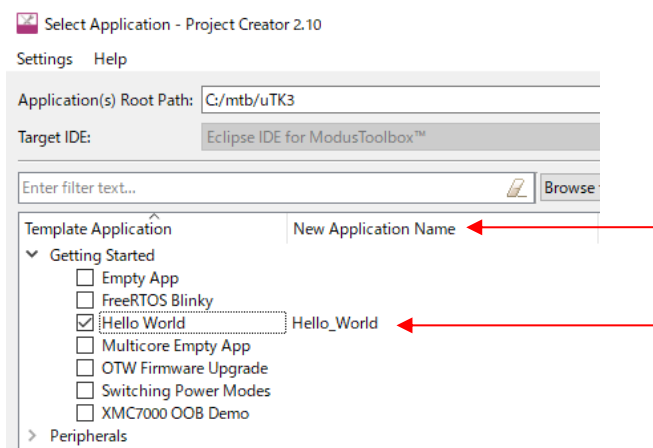 Select Application - Project Creator 2.10
Settings Help
Application(s) Root Path: C:/mtb/uTK3
Target IDE: Eclipse IDE for ModusToolbox™
Enter filter text... Browse
Template Application New Application Name
Getting Started
Empty App
FreeRTOS Blinky
Hello World Hello_World
Multicore Empty App
OTW Firmware Upgrade
Switching Power Modes
XMC7000 OOB Demo
Peripherals